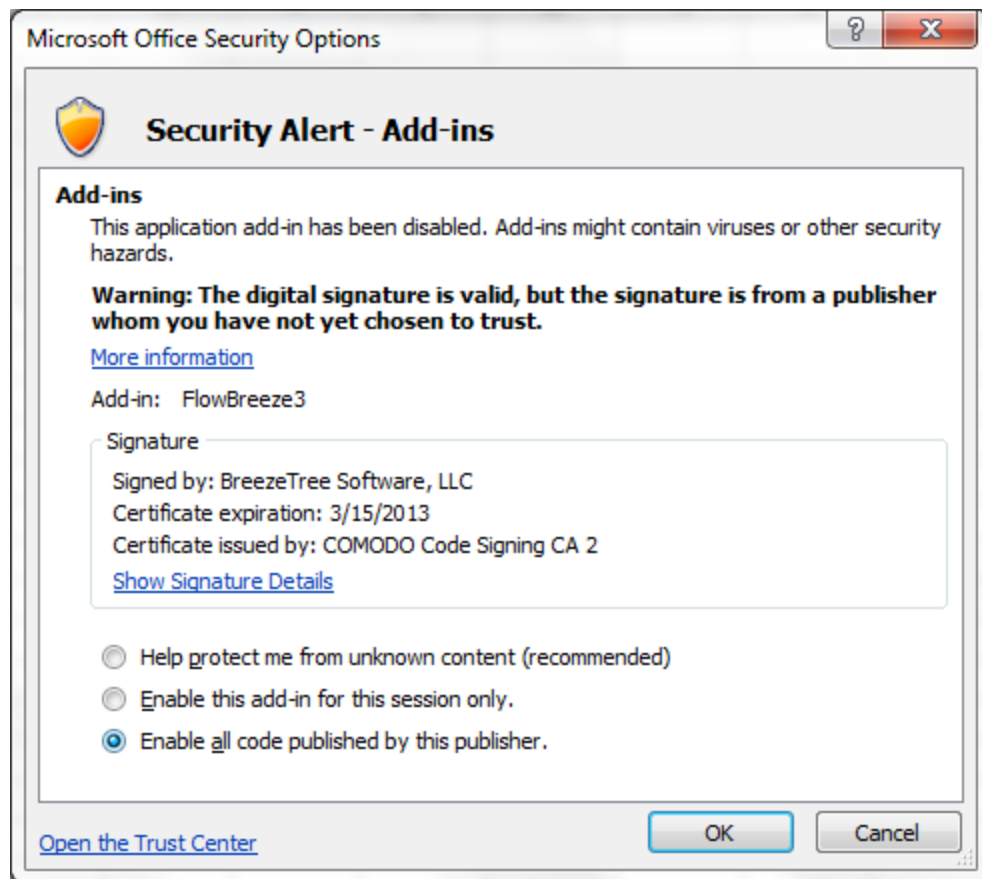 Microsoft Office Security Options
?
X
Security Alert - Add-ins
Add-ins
This application add-in has been disabled. Add-ins might contain viruses or other security
hazards.
Warning: The digital signature is valid, but the signature is from a publisher
whom you have not yet chosen to trust.
More information
Add-in: FlowBreeze3
Signature
Signed by: BreezeTree Software, LLC
Certificate expiration: 3/15/2013
Certificate issued by: COMODO Code Signing CA 2
Show Signature Details
Help protect me from unknown content (recommended)
Enable this add-in for this session only.
Enable all code published by this publisher.
Open the Trust Center
OK
Cancel